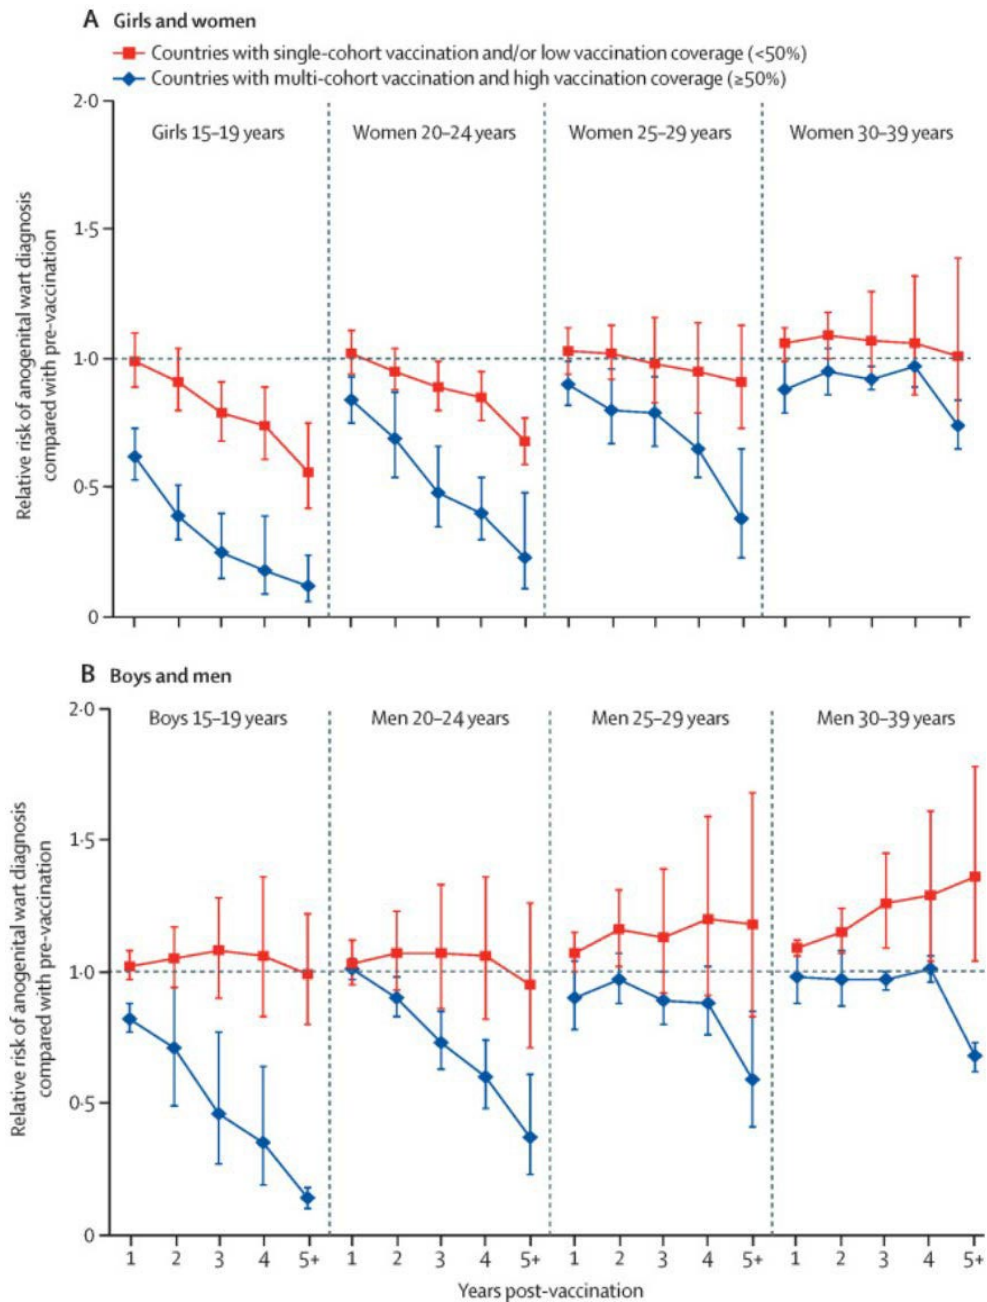 A Girls and women
Countries with single-cohort vaccination and/or low vaccination coverage (<50%)
Countries with multi-cohort vaccination and high vaccination coverage (≥50%)
Relative risk of anogenital wart diagnosis
compared with pre-vaccination
2·0
1·5
1·0
0·5
0
Girls 15–19 years
Women 20–24 years
Women 25–29 years
Women 30–39 years
B Boys and men
Relative risk of anogenital wart diagnosis
compared with pre-vaccination
2·0
1·5
1·0
0·5
0
Boys 15–19 years
Men 20–24 years
Men 25–29 years
Men 30–39 years
1 2 3 4 5+ 1 2 3 4 5+ 1 2 3 4 5+ 1 2 3 4 5+
Years post-vaccination